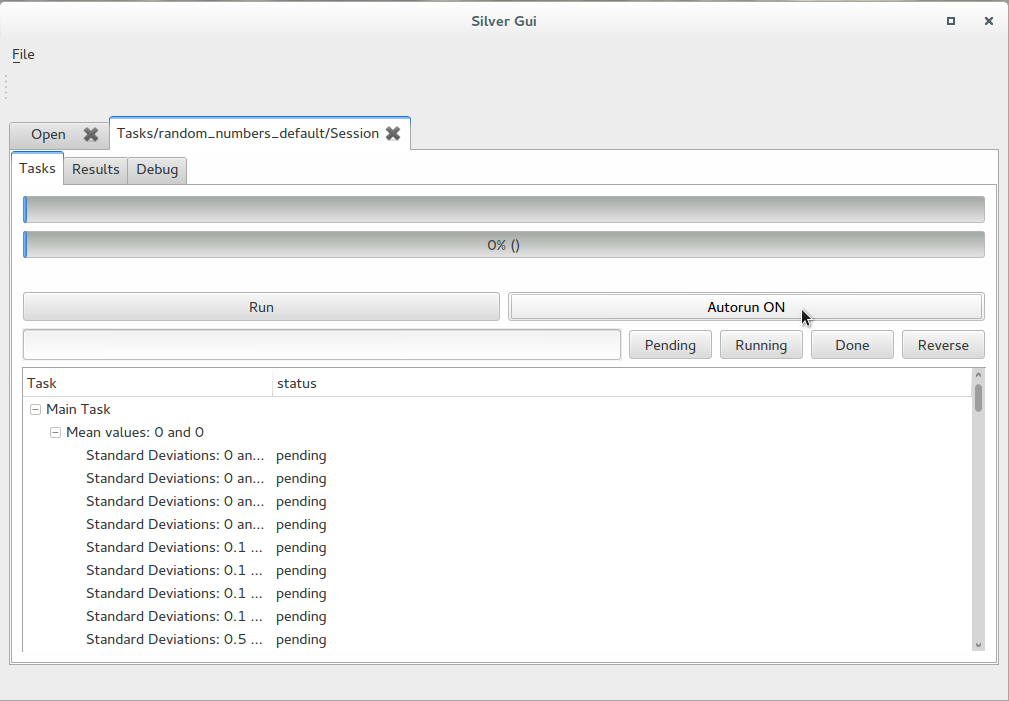 Silver Gui
File
Open Tasks/random_numbers_default/Session
Tasks Results Debug
0% ()
Run Autorun ON
Pending Running Done Reverse
Task status
Main Task
Mean values: 0 and 0
Standard Deviations: 0 an... pending
Standard Deviations: 0 an... pending
Standard Deviations: 0 an... pending
Standard Deviations: 0 an... pending
Standard Deviations: 0.1 ... pending
Standard Deviations: 0.1 ... pending
Standard Deviations: 0.1 ... pending
Standard Deviations: 0.1 ... pending
Standard Deviations: 0.5 ... pending